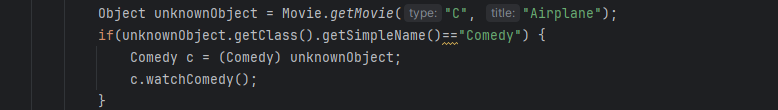 Object unknownObject = Movie.getMovie( type: "C", title: "Airplane");
if(unknownObject.getClass().getSimpleName()=="Comedy") {
Comedy c = (Comedy) unknownObject;
c.watchComedy();
}